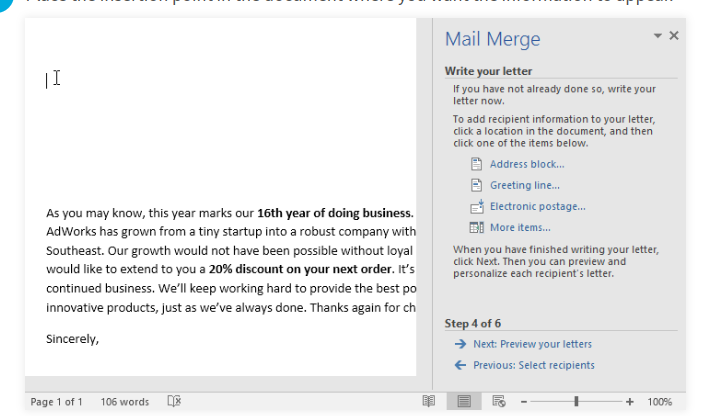 Place the insertion point in the document where you want the information to appear.
Mail Merge
Write your letter
If you have not already done so, write your
letter now.
To add recipient information to your letter,
click a location in the document, and then
click one of the items below.
Address block...
Greeting line...
Electronic postage...
More items...
When you have finished writing your letter,
click Next. Then you can preview and
personalize each recipient's letter.
Step 4 of 6
Next: Preview your letters
Previous: Select recipients
As you may know, this year marks our 16th year of doing business.
AdWorks has grown from a tiny startup into a robust company with
Southeast. Our growth would not have been possible without loyal
would like to extend to you a 20% discount on your next order. It's
continued business. We'll keep working hard to provide the best po
innovative products, just as we've always done. Thanks again for ch
Sincerely,
Page 1 of 1 106 words 100%